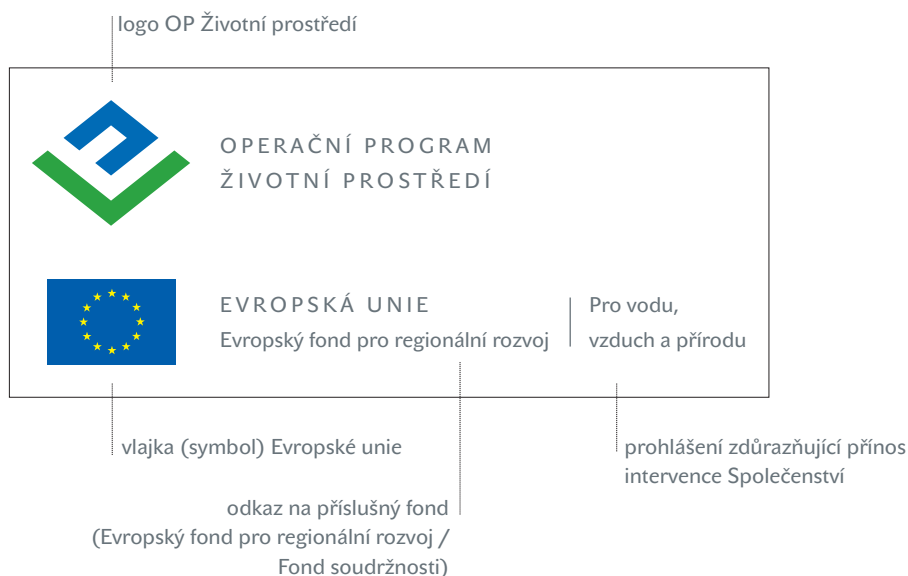 logo OP Životní prostředí
OPERAČNÍ PROGRAM
ŽIVOTNÍ PROSTŘEDÍ
EVROPSKÁ UNIE
Evropský fond pro regionální rozvoj
Pro vodu,
vzduch a přírodu
vlajka (symbol) Evropské unie
prohlášení zdůrazňující přínos
intervence Společenství
odkaz na příslušný fond
(Evropský fond pro regionální rozvoj /
Fond soudržnosti)